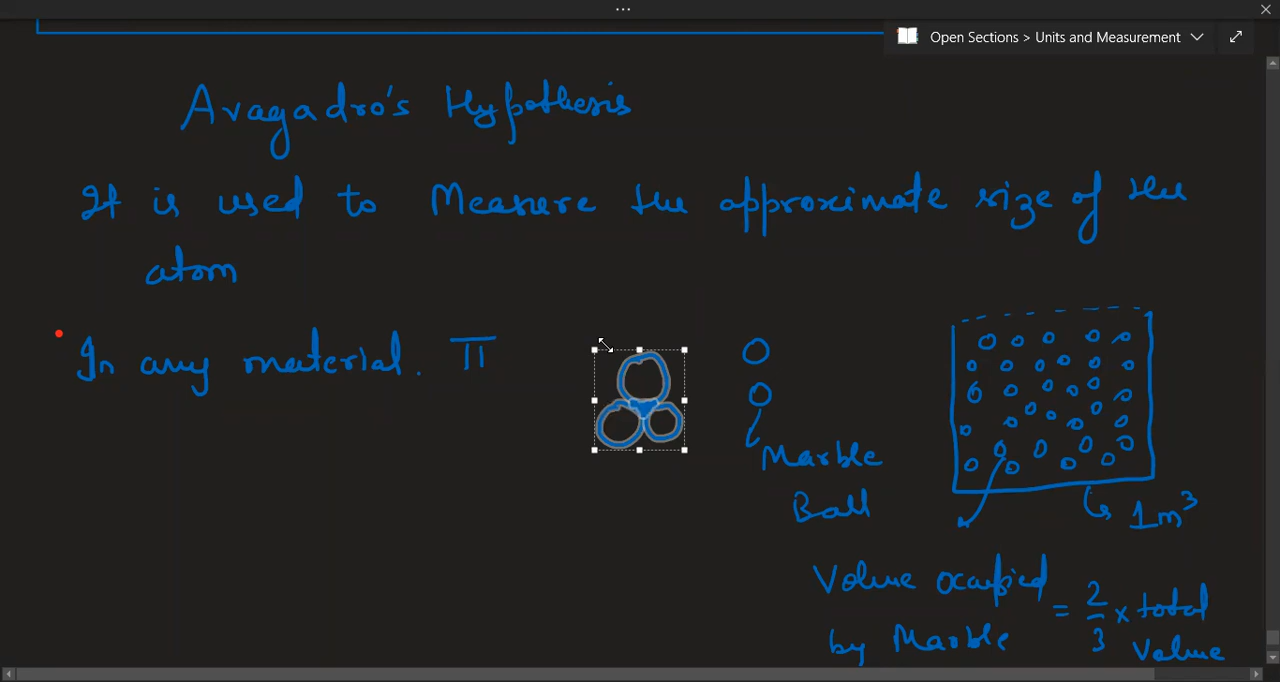 Open Sections > Units and Measurement
Avagadro's Hypothesis
It is used to Measure the approximate size of the
atom
In any material.
Marble
Ball
1m³
Volume ocupied
by Marble
= 2/3 x total
Volume